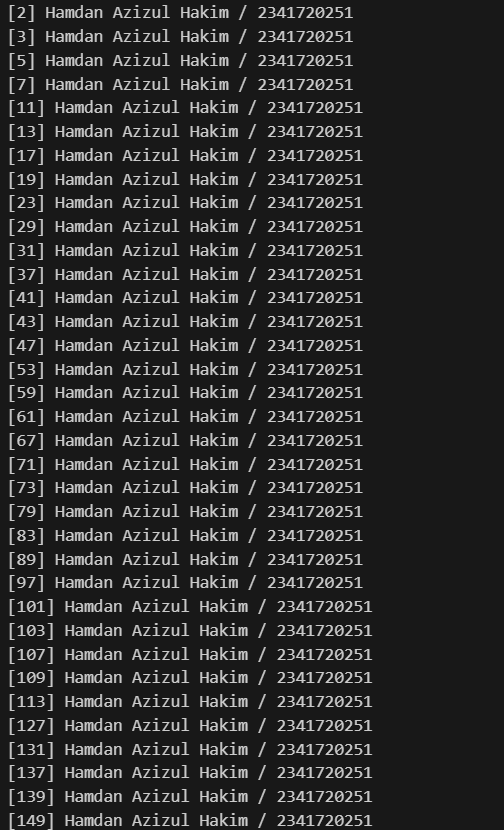 [2] Hamdan Azizul Hakim / 2341720251
[3] Hamdan Azizul Hakim / 2341720251
[5] Hamdan Azizul Hakim / 2341720251
[7] Hamdan Azizul Hakim / 2341720251
[11] Hamdan Azizul Hakim / 2341720251
[13] Hamdan Azizul Hakim / 2341720251
[17] Hamdan Azizul Hakim / 2341720251
[19] Hamdan Azizul Hakim / 2341720251
[23] Hamdan Azizul Hakim / 2341720251
[29] Hamdan Azizul Hakim / 2341720251
[31] Hamdan Azizul Hakim / 2341720251
[37] Hamdan Azizul Hakim / 2341720251
[41] Hamdan Azizul Hakim / 2341720251
[43] Hamdan Azizul Hakim / 2341720251
[47] Hamdan Azizul Hakim / 2341720251
[53] Hamdan Azizul Hakim / 2341720251
[59] Hamdan Azizul Hakim / 2341720251
[61] Hamdan Azizul Hakim / 2341720251
[67] Hamdan Azizul Hakim / 2341720251
[71] Hamdan Azizul Hakim / 2341720251
[73] Hamdan Azizul Hakim / 2341720251
[79] Hamdan Azizul Hakim / 2341720251
[83] Hamdan Azizul Hakim / 2341720251
[89] Hamdan Azizul Hakim / 2341720251
[97] Hamdan Azizul Hakim / 2341720251
[101] Hamdan Azizul Hakim / 2341720251
[103] Hamdan Azizul Hakim / 2341720251
[107] Hamdan Azizul Hakim / 2341720251
[109] Hamdan Azizul Hakim / 2341720251
[113] Hamdan Azizul Hakim / 2341720251
[127] Hamdan Azizul Hakim / 2341720251
[131] Hamdan Azizul Hakim / 2341720251
[137] Hamdan Azizul Hakim / 2341720251
[139] Hamdan Azizul Hakim / 2341720251
[149] Hamdan Azizul Hakim / 2341720251